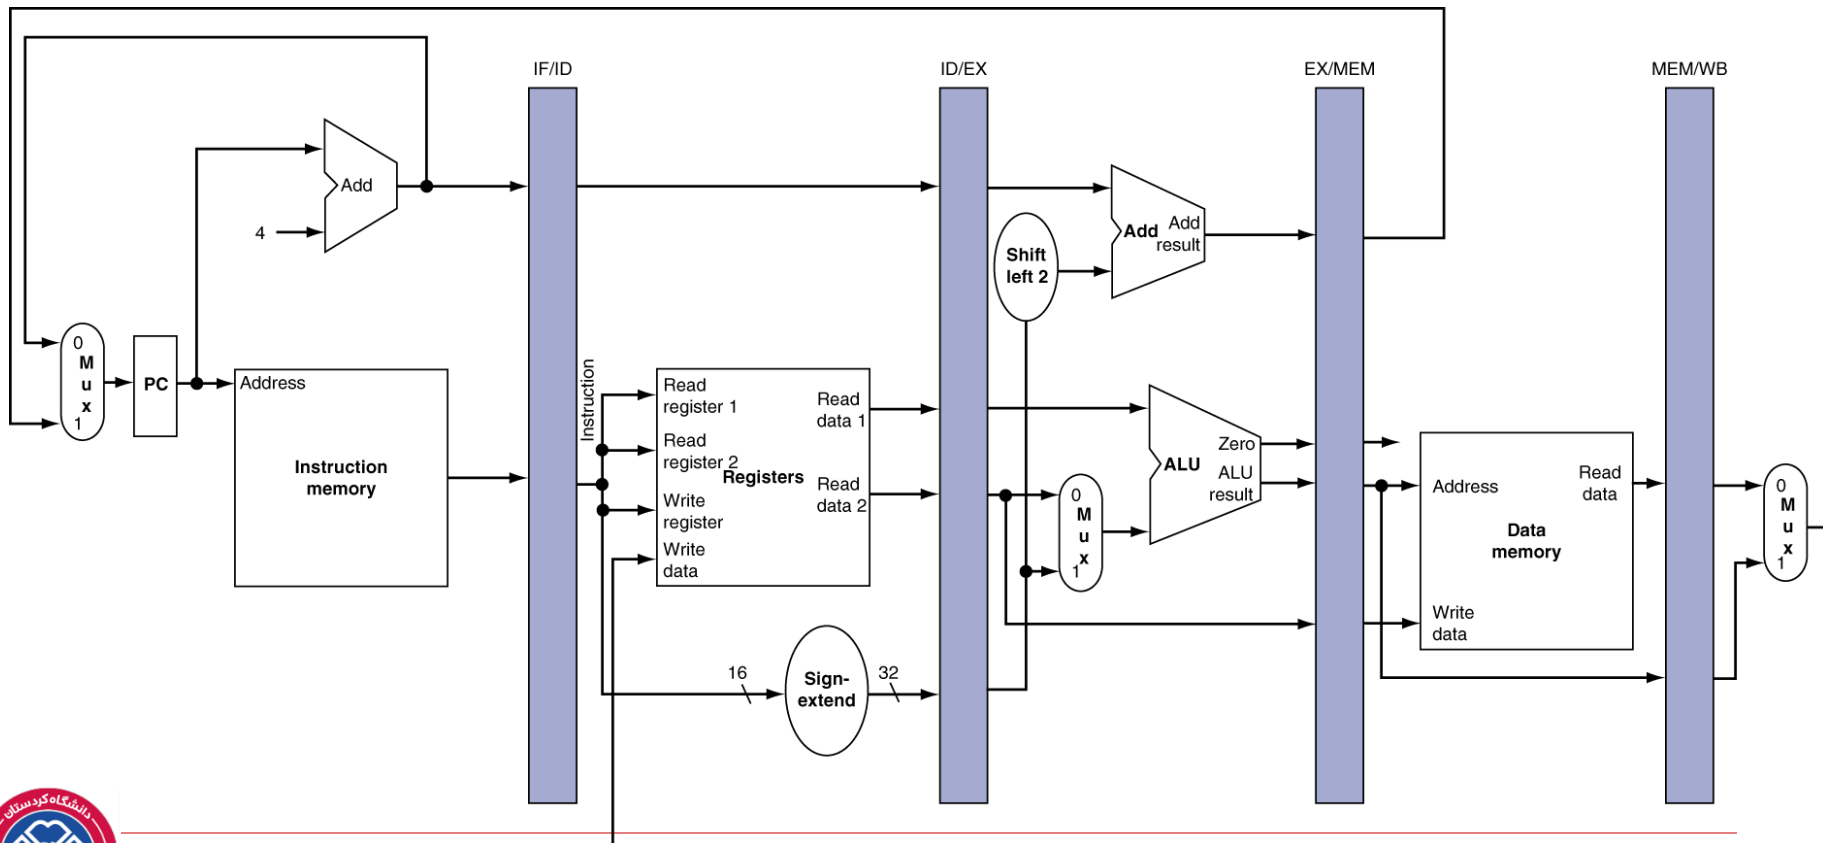 IF/ID
ID/EX
EX/MEM
MEM/WB
Add
4
Add
Add
result
Shift
left 2
0
M
u
x
1
PC
Address
Instruction
memory
Instruction
Read
register 1
Read
register 2
Write
register
Write
data
Registers
Read
data 1
Read
data 2
16
Sign-
extend
32
0
M
u
x
1
ALU
Zero
ALU
result
Address
Read
data
Data
memory
Write
data
0
M
u
x
1
دانشگاه کردستان